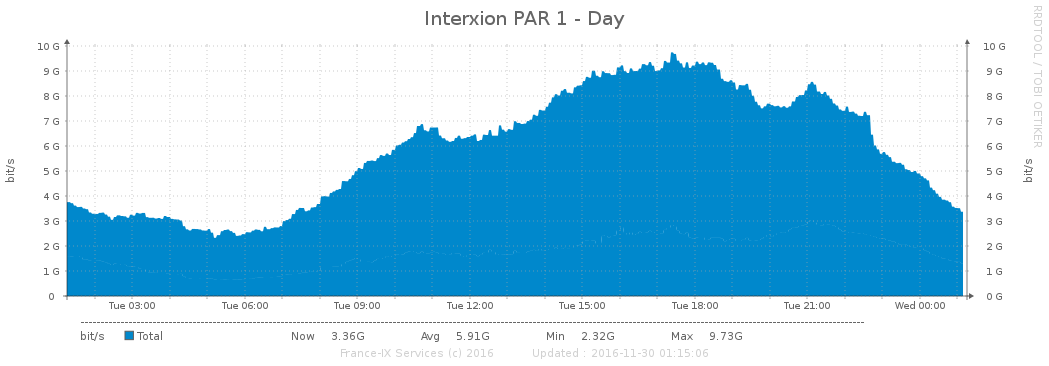 Interxion PAR 1 - Day
RRDTOOL / TOBI OETIKER
bit/s
10 G
9 G
8 G
7 G
6 G
5 G
4 G
3 G
2 G
1 G
0
10 G
9 G
8 G
7 G
6 G
5 G
4 G
3 G
2 G
1 G
0 G
bit/s
Tue 03:00 Tue 06:00 Tue 09:00 Tue 12:00 Tue 15:00 Tue 18:00 Tue 21:00 Wed 00:00
bit/s Total Now 3.36G Avg 5.91G Min 2.32G Max 9.73G
France-IX Services (c) 2016 Updated : 2016-11-30 01:15:06